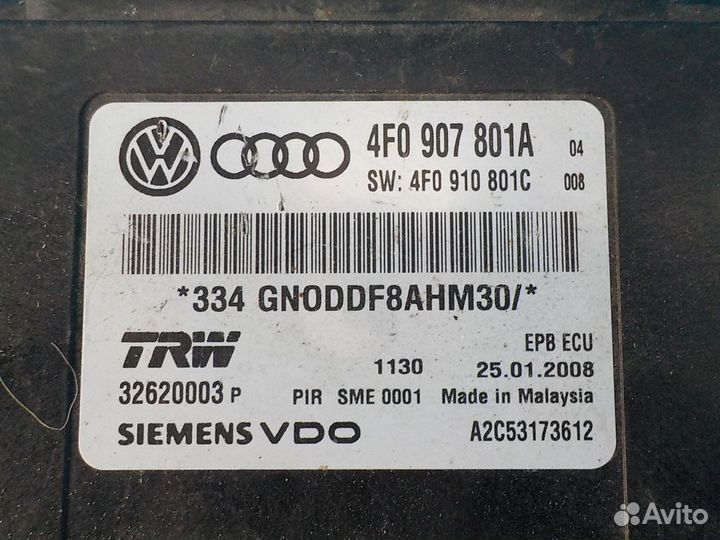 4F0 907 801A 04
SW: 4F0 910 801C 008
*334 GN0DDF8AHM30/*
TRW EPB ECU
1130 25.01.2008
32620003 P PIR SME 0001 Made in Malaysia
SIEMENS VDO A2C53173612
Avito